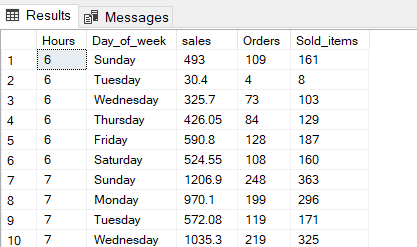 Results Messages
Hours Day_of_week sales Orders Sold_items
1 6 Sunday 493 109 161
2 6 Tuesday 30.4 4 8
3 6 Wednesday 325.7 73 103
4 6 Thursday 426.05 84 129
5 6 Friday 590.8 128 187
6 6 Saturday 524.55 108 160
7 7 Sunday 1206.9 248 363
8 7 Monday 970.1 199 296
9 7 Tuesday 572.08 119 171
10 7 Wednesday 1035.3 219 325